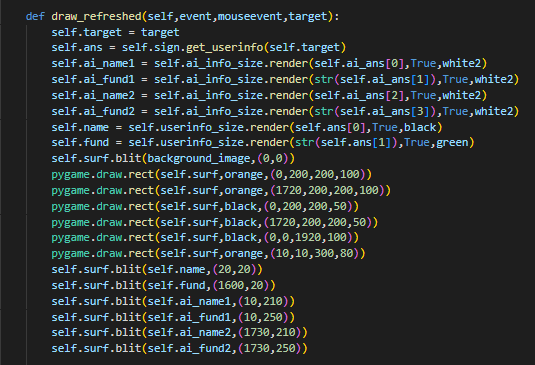 def draw_refreshed(self,event,mouseevent,target):
self.target = target
self.ans = self.sign.get_userinfo(self.target)
self.ai_name1 = self.ai_info_size.render(self.ai_ans[0],True,white2)
self.ai_fund1 = self.ai_info_size.render(str(self.ai_ans[1]),True,white2)
self.ai_name2 = self.ai_info_size.render(self.ai_ans[2],True,white2)
self.ai_fund2 = self.ai_info_size.render(str(self.ai_ans[3]),True,white2)
self.name = self.userinfo_size.render(self.ans[0],True,black)
self.fund = self.userinfo_size.render(str(self.ans[1]),True,green)
self.surf.blit(background_image,(0,0))
pygame.draw.rect(self.surf,orange,(0,200,200,100))
pygame.draw.rect(self.surf,orange,(1720,200,200,100))
pygame.draw.rect(self.surf,black,(0,200,200,50))
pygame.draw.rect(self.surf,black,(1720,200,200,50))
pygame.draw.rect(self.surf,black,(0,0,1920,100))
pygame.draw.rect(self.surf,orange,(10,10,300,80))
self.surf.blit(self.name,(20,20))
self.surf.blit(self.fund,(1600,20))
self.surf.blit(self.ai_name1,(10,210))
self.surf.blit(self.ai_fund1,(10,250))
self.surf.blit(self.ai_name2,(1730,210))
self.surf.blit(self.ai_fund2,(1730,250))